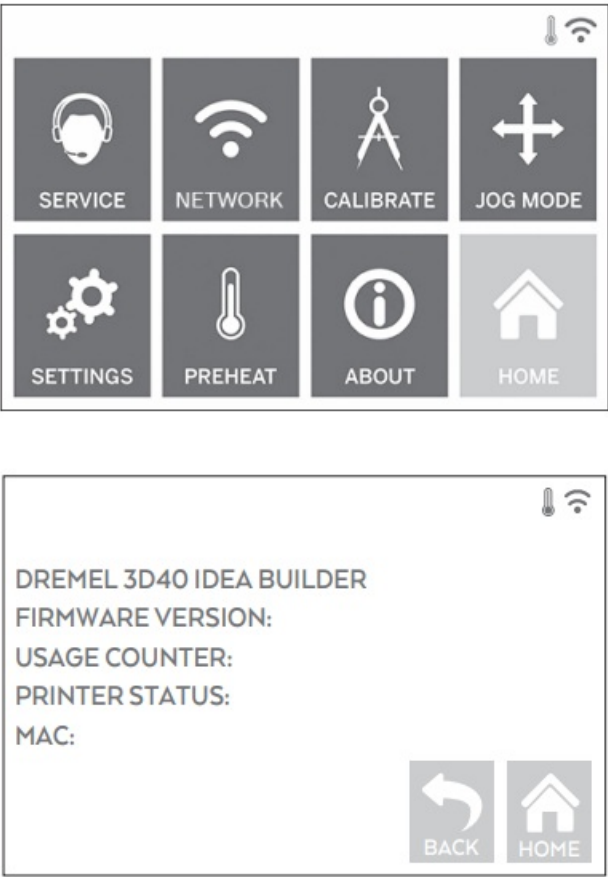 SERVICE NETWORK CALIBRATE JOG MODE
SETTINGS PREHEAT ABOUT HOME
DREMEL 3D40 IDEA BUILDER
FIRMWARE VERSION:
USAGE COUNTER:
PRINTER STATUS:
MAC:
BACK HOME